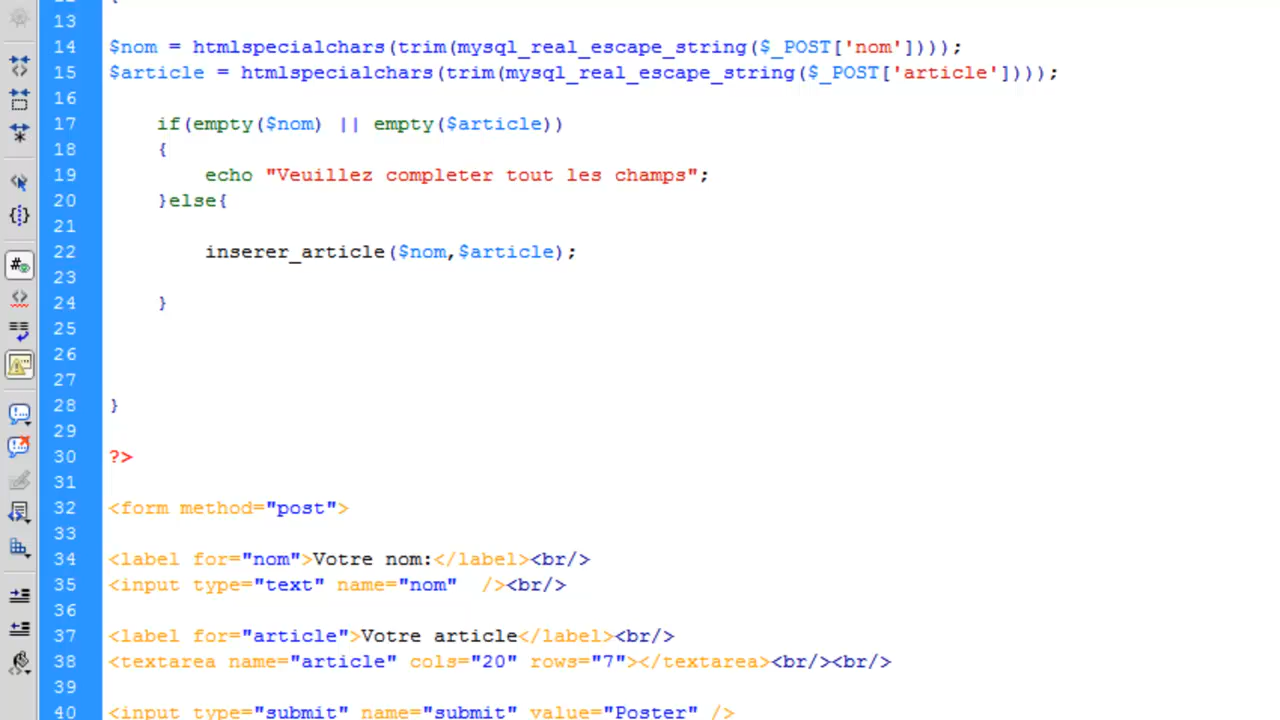 13
14 $nom = htmlspecialchars(trim(mysql_real_escape_string($_POST['nom'])));
15 $article = htmlspecialchars(trim(mysql_real_escape_string($_POST['article'])));
16
17 if(empty($nom) || empty($article))
18 {
19 echo "Veuillez completer tout les champs";
20 }else{
21
22 inserer_article($nom,$article);
23
24 }
25
26
27
28 }
29
30 ?>
31
32 <form method="post">
33
34 <label for="nom">Votre nom:</label><br/>
35 <input type="text" name="nom"  /><br/>
36
37 <label for="article">Votre article</label><br/>
38 <textarea name="article" cols="20" rows="7"></textarea><br/><br/>
39
40 <input type="submit" name="submit" value="Poster" />